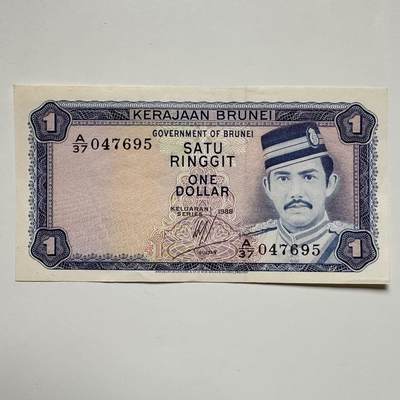 1 KERAJAAN BRUNEI 1
GOVERNMENT OF BRUNEI
A/37 047695
SATU
RINGGIT
ONE
DOLLAR
KELUARAN
SERIES 1988
A/37 047695
1 1